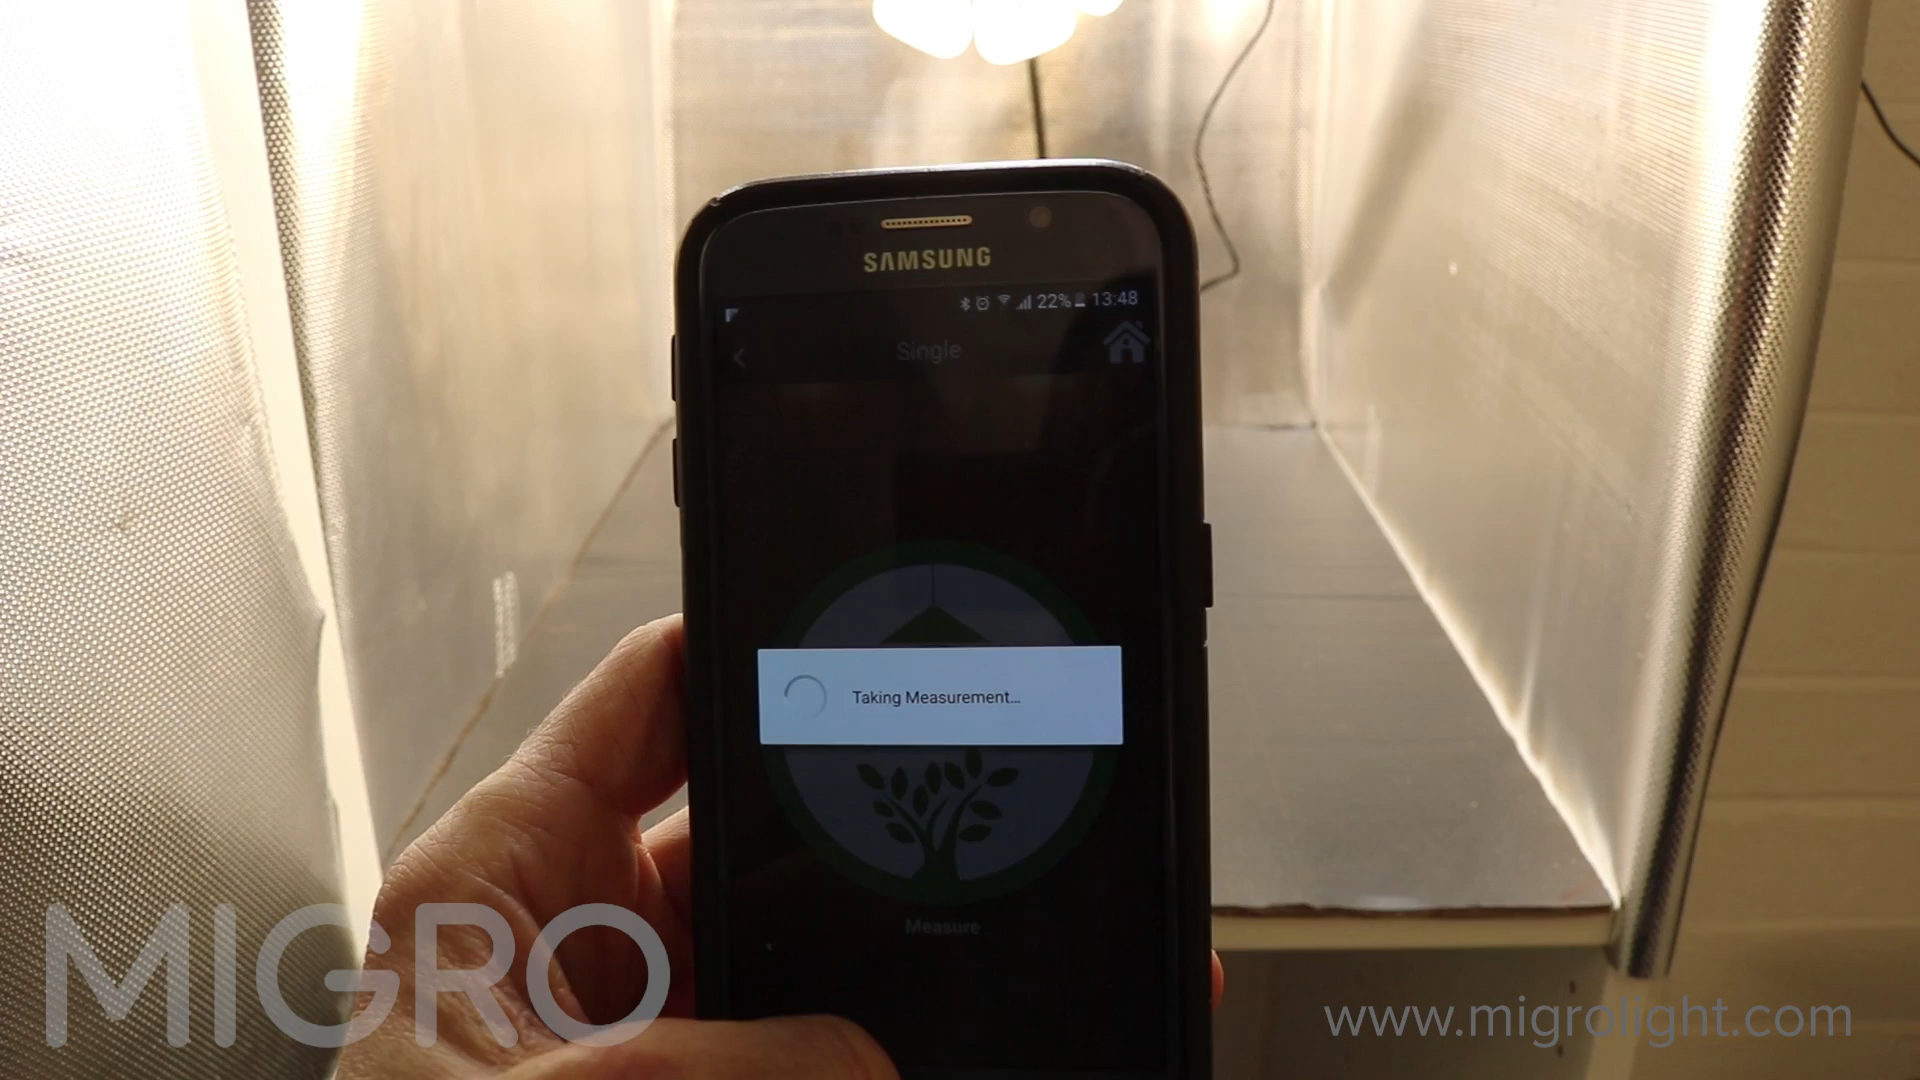 SAMSUNG
22% 13:48
Single
Taking Measurement...
Measure
MIGRO
www.migrolight.com